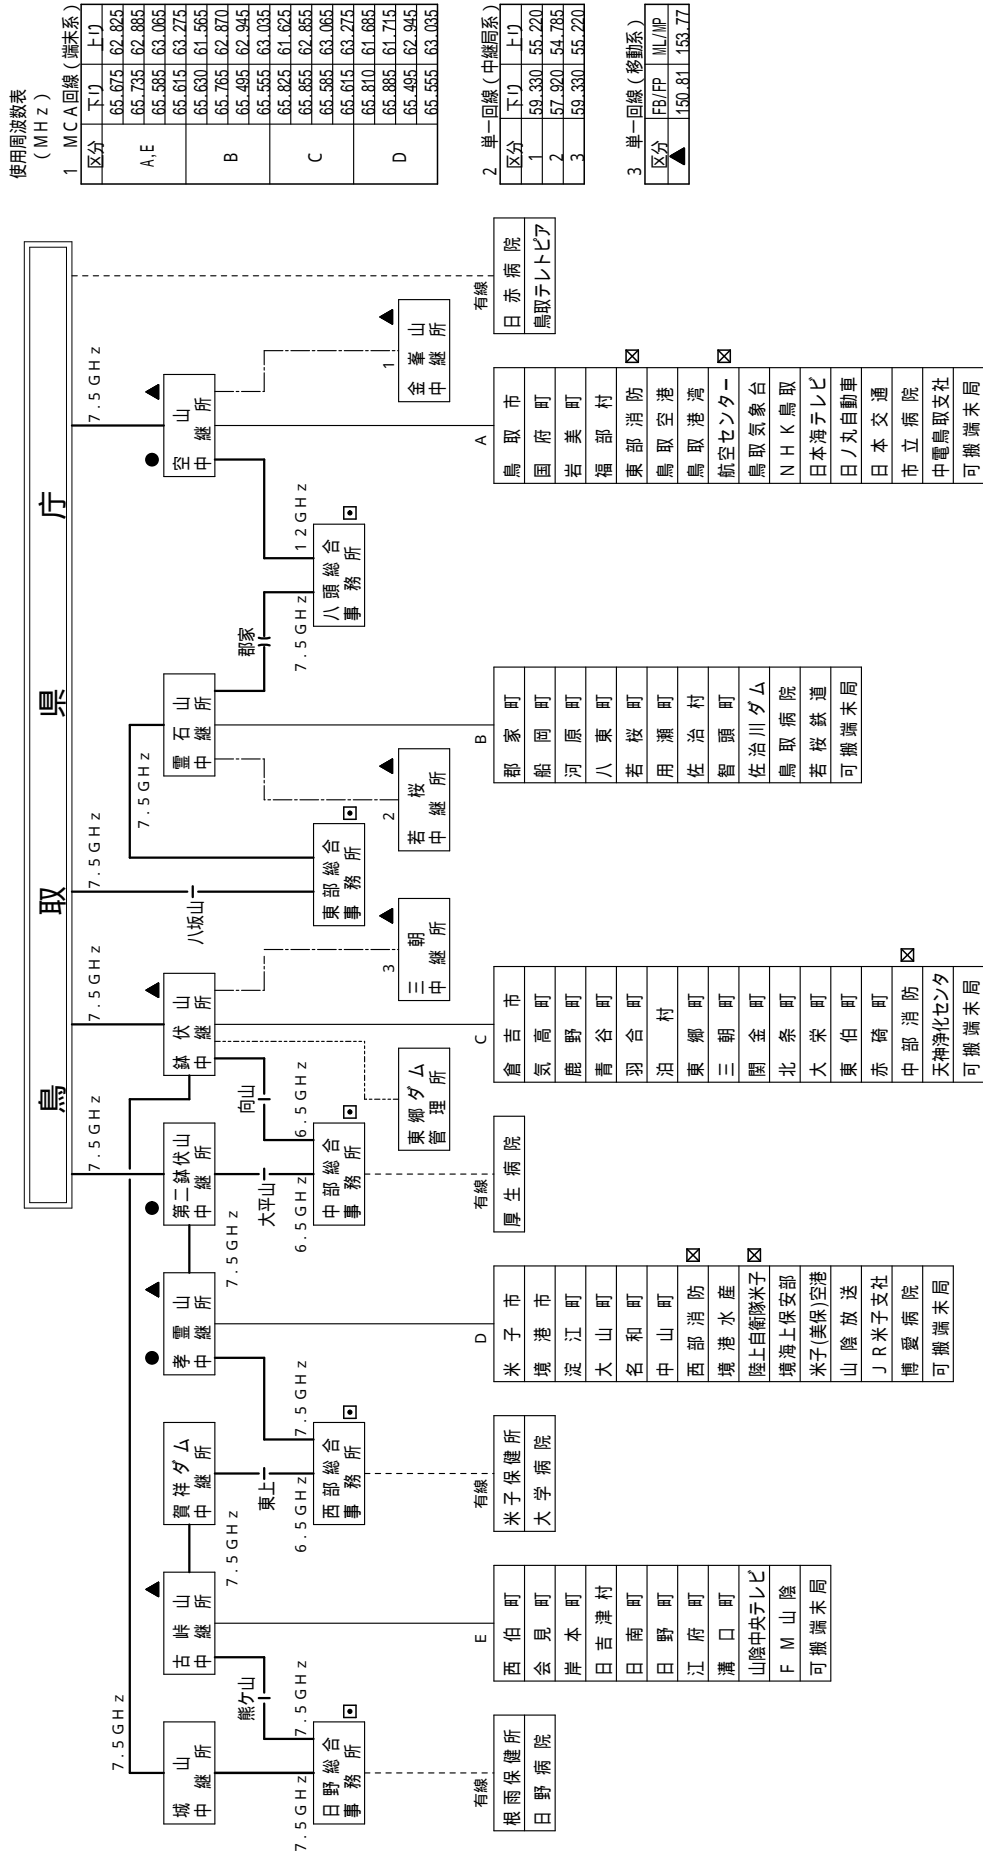 鳥取県庁
7.5GHz
7.5GHz
7.5GHz
7.5GHz
7.5GHz
7.5GHz
城山
中継所
古峠山
中継所
賀祥ダム
中継所
● ▲
孝霊山
中継所
●
第二鉢伏山
中継所
▲
鉢伏山
中継所
霊石山
中継所
● ▲
空山
中継所
▲
7.5GHz
7.5GHz
熊ケ山
東上
大平山
向山
八坂山
郡家
7.5GHz
7.5GHz
6.5GHz
7.5GHz
6.5GHz
6.5GHz
7.5GHz
12GHz
日野総合
事務所
西部総合
事務所
中部総合
事務所
東部総合
事務所
八頭総合
事務所
東郷ダム
管理所
3 ▲
三朝
中継所
2 ▲
若桜
中継所
1 ▲
金峯山
中継所
有線
根雨保健所
日野病院
E
西伯町
会見町
岸本町
日吉津村
日南町
日野町
江府町
溝口町
山陰中央テレビ
FM山陰
可搬端末局
有線
米子保健所
大学病院
D
米子市
境港市
淀江町
大山町
名和町
中山町
西部消防
境港水産
陸上自衛隊米子
境海上保安部
米子(美保)空港
山陰放送
JR米子支社
博愛病院
可搬端末局
有線
厚生病院
C
倉吉市
気高町
鹿野町
青谷町
羽合町
泊村
東郷町
三朝町
関金町
北条町
大栄町
東伯町
赤碕町
中部消防
天神浄化センタ
可搬端末局
B
郡家町
船岡町
河原町
八東町
若桜町
用瀬町
佐治村
智頭町
佐治川ダム
鳥取病院
若桜鉄道
可搬端末局
A
鳥取市
国府町
岩美町
福部村
東部消防
鳥取空港
鳥取港湾
航空センター
鳥取気象台
NHK鳥取
日本海テレビ
日ノ丸自動車
日本交通
市立病院
中電鳥取支社
可搬端末局
有線
日赤病院
鳥取テレトピア
使用周波数表
(MHz)
1 MCA回線(端末系)
区分 下り 上り
A,E 65.675 62.825
65.735 62.885
65.585 63.065
65.615 63.275
B 65.630 61.565
65.765 62.870
65.495 62.945
65.555 63.035
C 65.825 61.625
65.855 62.855
65.585 63.065
65.615 63.275
D 65.810 61.685
65.885 61.715
65.495 62.945
65.555 63.035
2 単一回線(中継局系)
区分 下り 上り
1 59.330 55.220
2 57.920 54.785
3 59.330 55.220
3 単一回線(移動系)
区分 FB/FP ML/MP
▲ 150.81 153.77